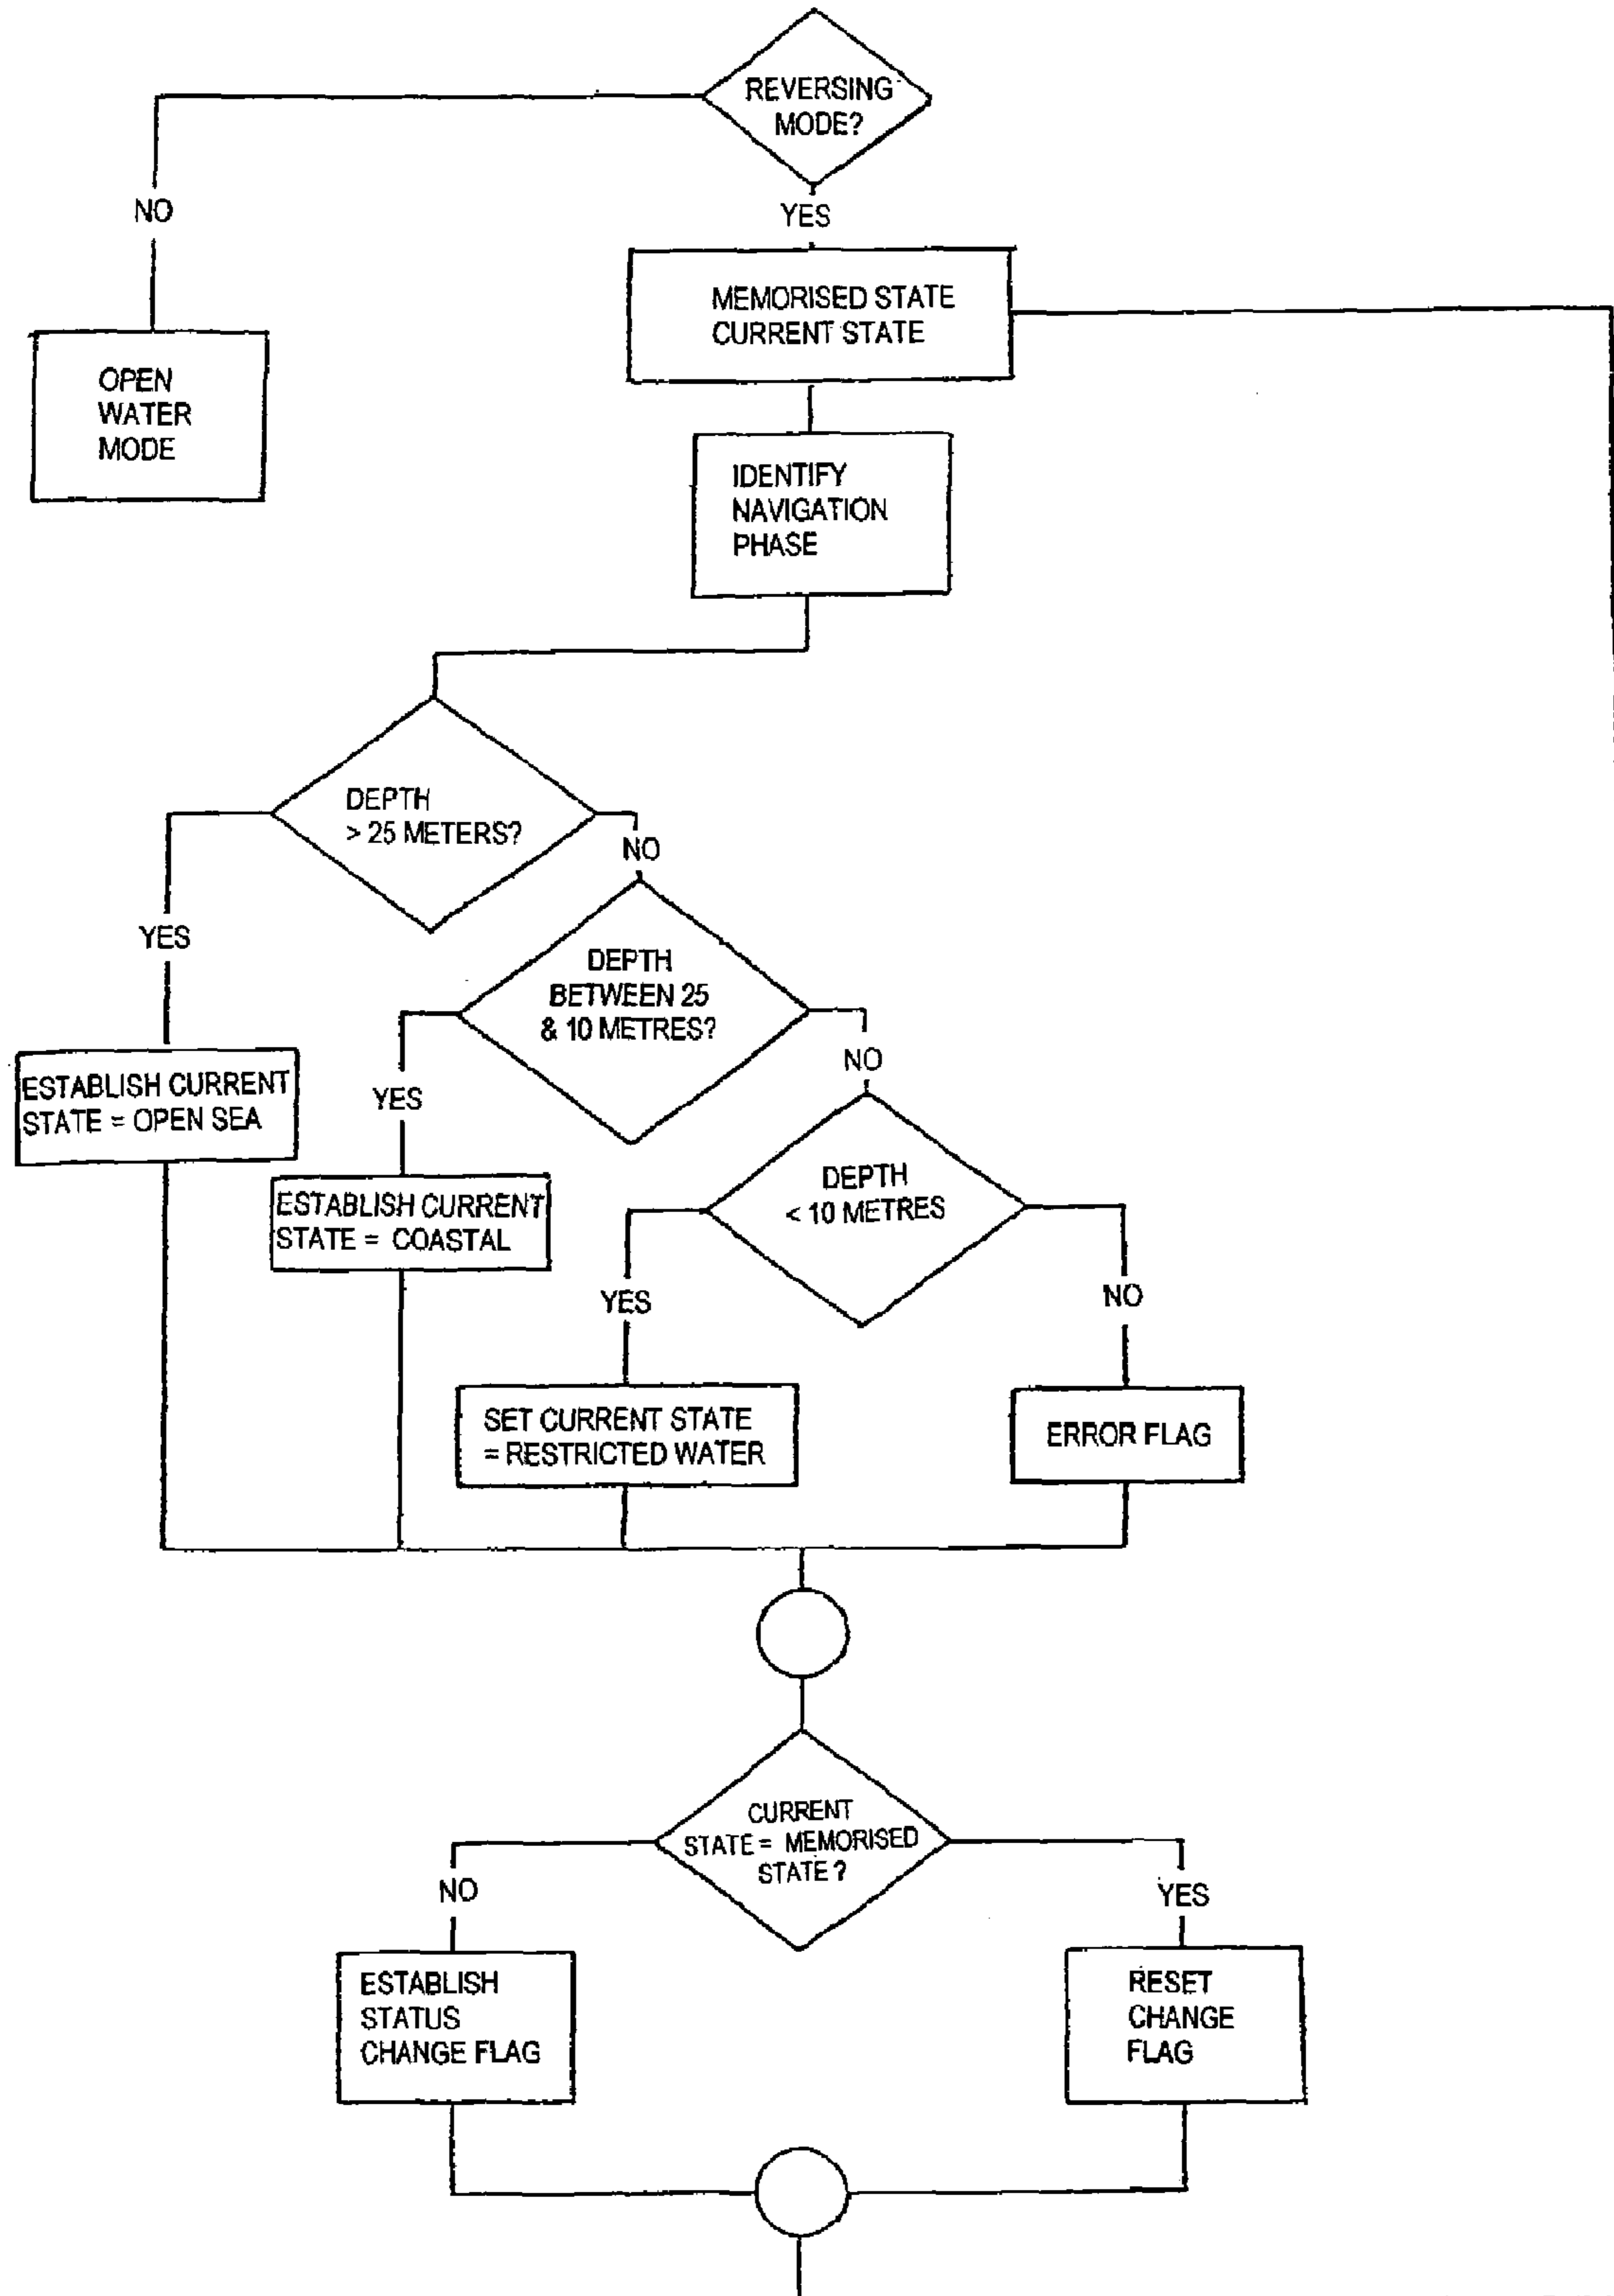 REVERSING
MODE?
NO
YES
MEMORISED STATE
CURRENT STATE
OPEN
WATER
MODE
IDENTIFY
NAVIGATION
PHASE
DEPTH
> 25 METERS?
NO
YES
DEPTH
BETWEEN 25
& 10 METRES?
NO
YES
ESTABLISH CURRENT
STATE = OPEN SEA
DEPTH
< 10 METRES
ESTABLISH CURRENT
STATE = COASTAL
YES
NO
SET CURRENT STATE
= RESTRICTED WATER
ERROR FLAG
CURRENT
STATE = MEMORISED
STATE ?
NO
YES
ESTABLISH
STATUS
CHANGE FLAG
RESET
CHANGE
FLAG